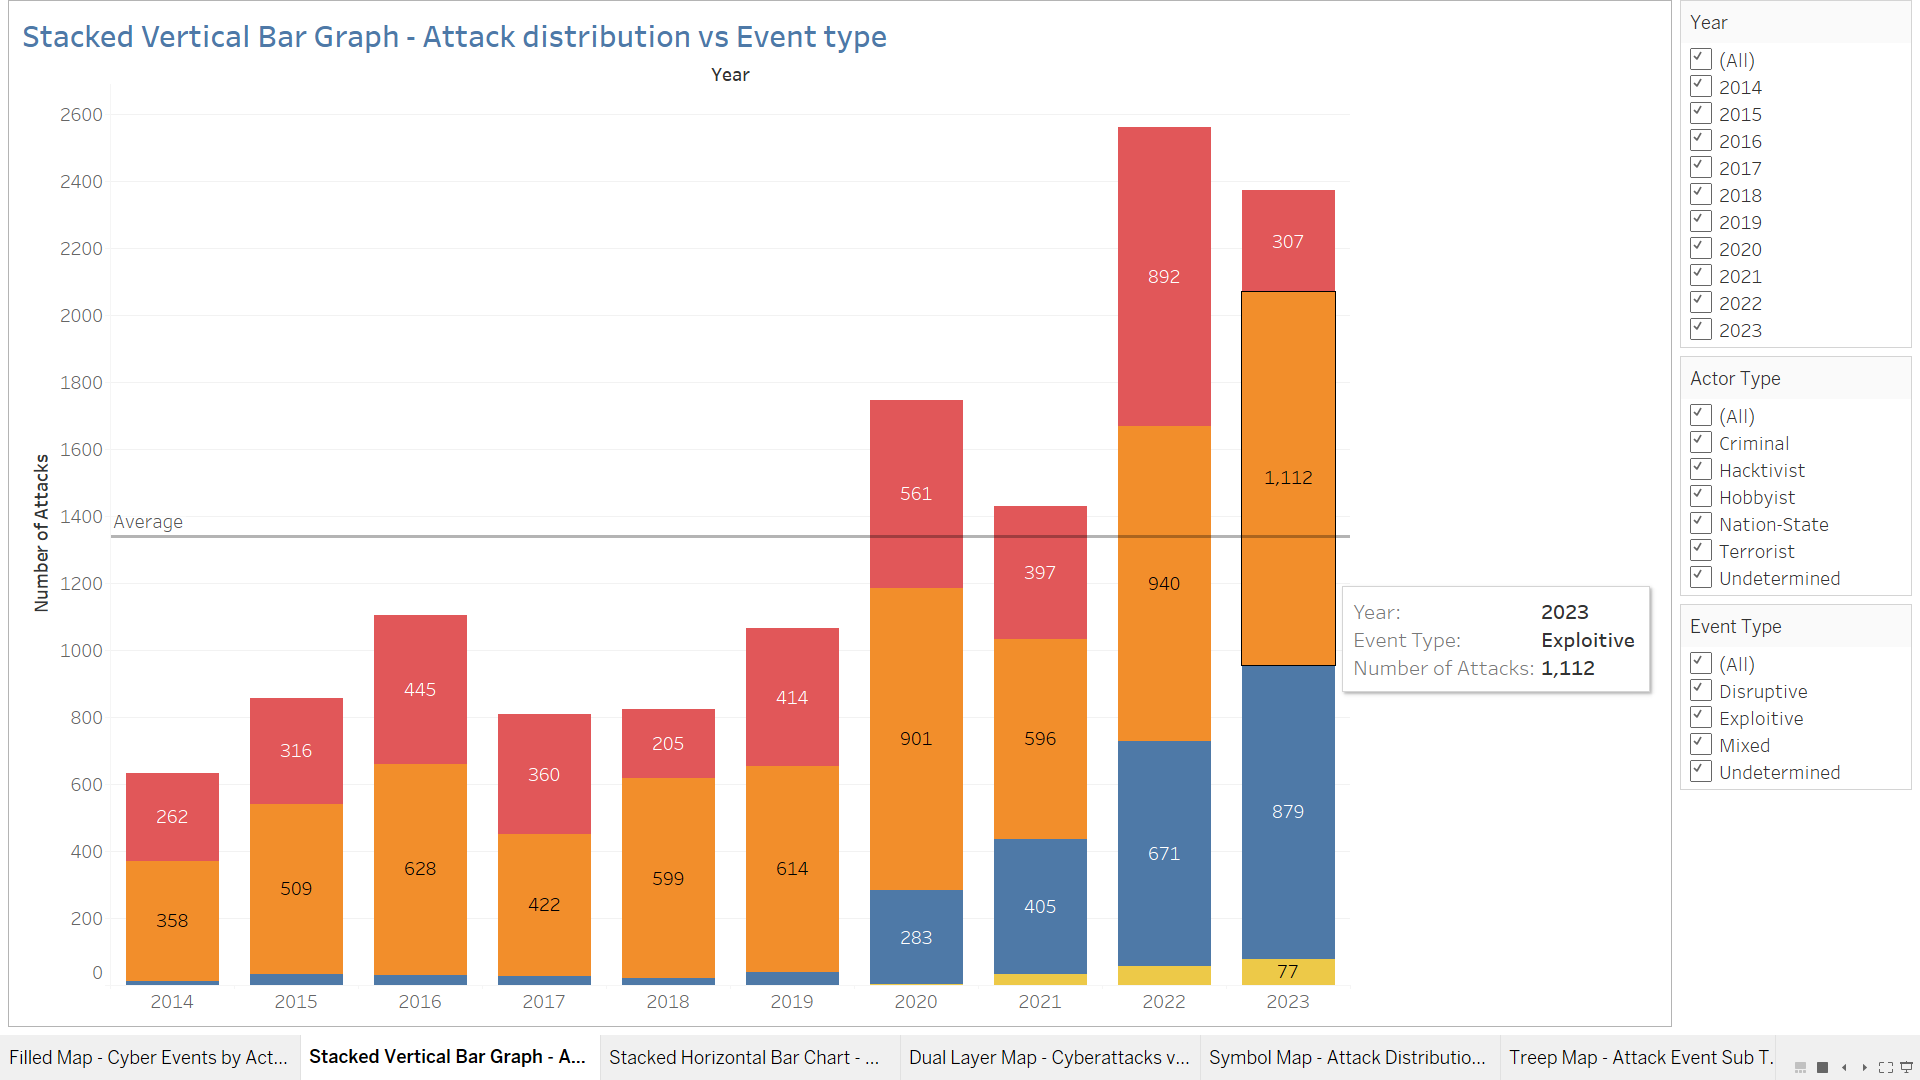 Stacked Vertical Bar Graph - Attack distribution vs Event type
Year
Number of Attacks
2600
2400
2200
2000
1800
1600
1400
1200
1000
800
600
400
200
0
Average
262
358
316
509
445
628
360
422
205
599
414
614
561
901
283
397
596
405
892
940
671
307
1,112
879
77
2014
2015
2016
2017
2018
2019
2020
2021
2022
2023
Year: 2023
Event Type: Exploitive
Number of Attacks: 1,112
Year
(All)
2014
2015
2016
2017
2018
2019
2020
2021
2022
2023
Actor Type
(All)
Criminal
Hacktivist
Hobbyist
Nation-State
Terrorist
Undetermined
Event Type
(All)
Disruptive
Exploitive
Mixed
Undetermined
Filled Map - Cyber Events by Act...
Stacked Vertical Bar Graph - A...
Stacked Horizontal Bar Chart - ...
Dual Layer Map - Cyberattacks v...
Symbol Map - Attack Distributio...
Treep Map - Attack Event Sub T.